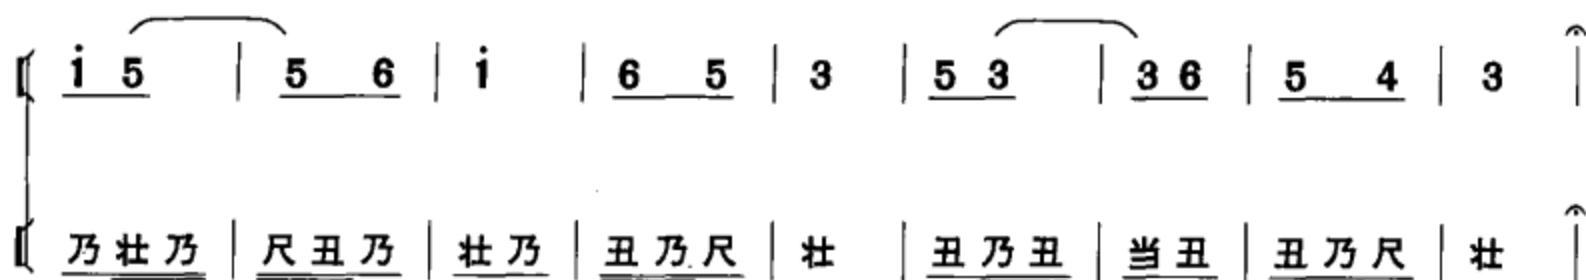 i 5 | 5 6 | i | 6 5 | 3 | 5 3 | 3 6 | 5 4 | 3 |
乃壮乃 | 尺丑乃 | 壮乃 | 丑乃尺 | 壮 | 丑乃丑 | 当丑 | 丑乃尺 | 壮 |